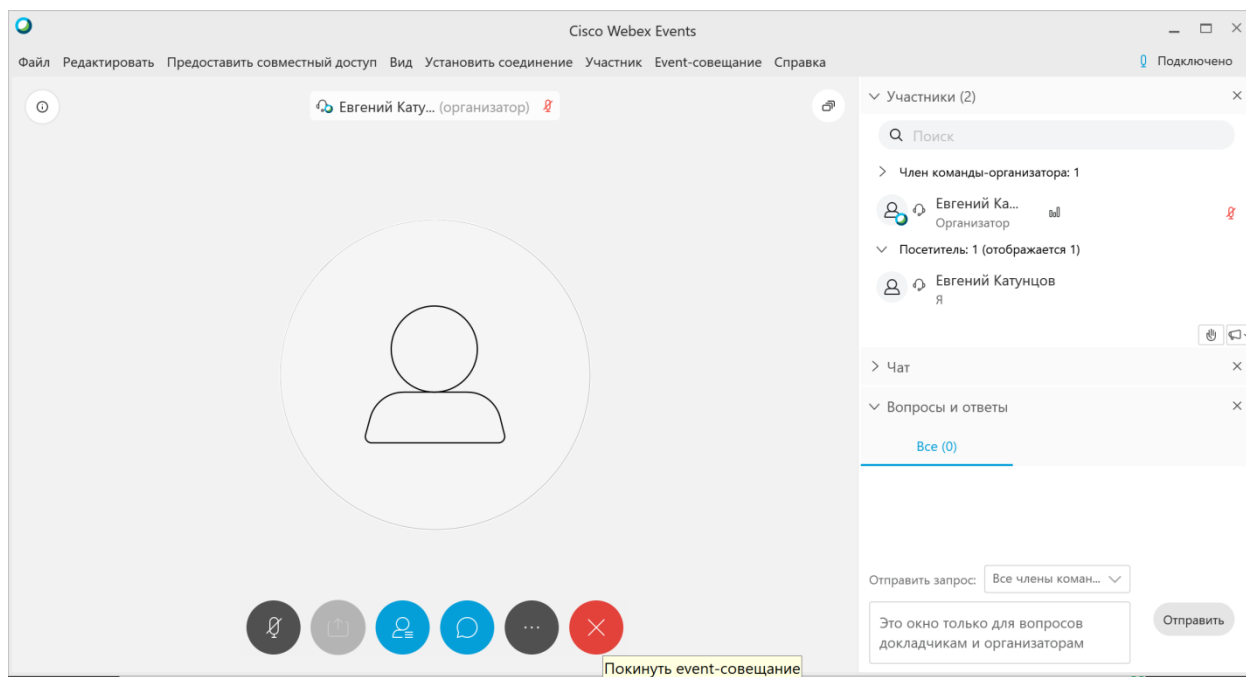 Cisco Webex Events
Файл Редактировать Предоставить совместный доступ Вид Установить соединение Участник Event-совещание Справка
Подключено
Евгений Кату... (организатор)
Участники (2)
Поиск
Член команды-организатора: 1
Евгений Ка...
Организатор
Посетитель: 1 (отображается 1)
Евгений Катунцов
Я
Чат
Вопросы и ответы
Все (0)
Отправить запрос: Все члены коман...
Это окно только для вопросов
докладчикам и организаторам
Отправить
Покинуть event-совещание